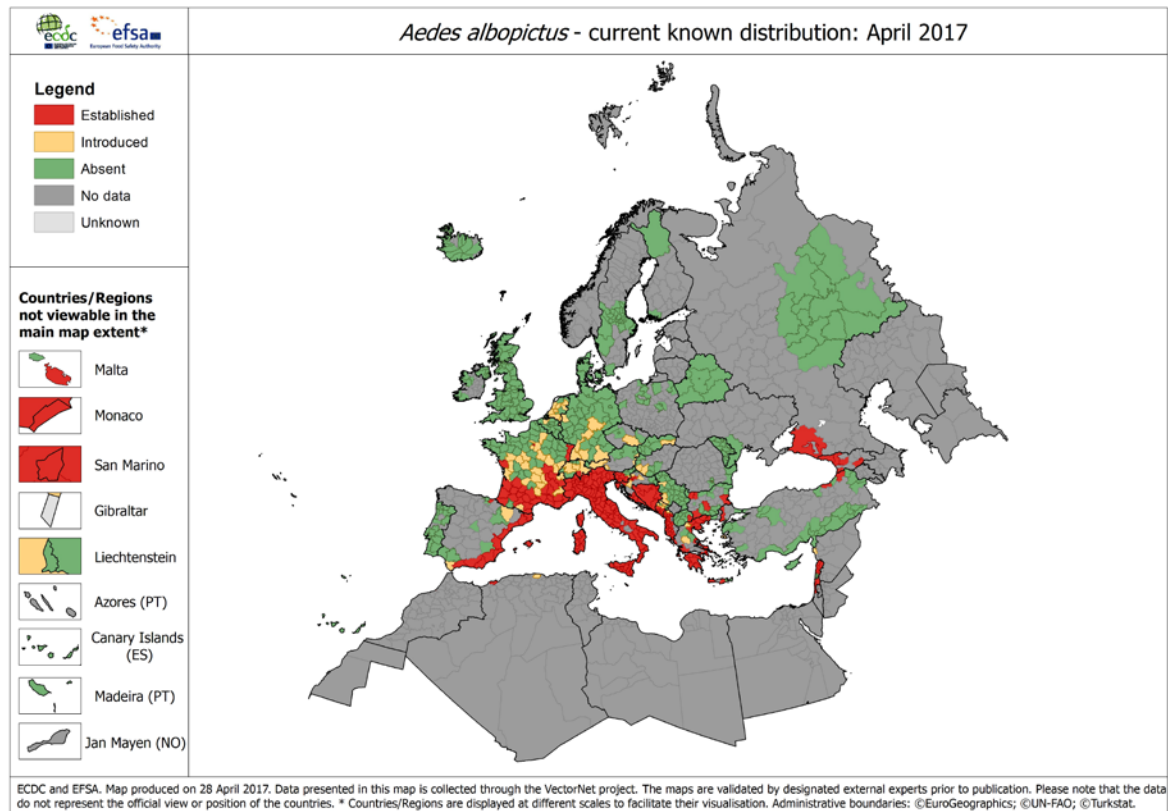 ecdc
efsa
European Food Safety Authority
Aedes albopictus - current known distribution: April 2017
Legend
Established
Introduced
Absent
No data
Unknown
Countries/Regions
not viewable in the
main map extent*
Malta
Monaco
San Marino
Gibraltar
Liechtenstein
Azores (PT)
Canary Islands
(ES)
Madeira (PT)
Jan Mayen (NO)
ECDC and EFSA. Map produced on 28 April 2017. Data presented in this map is collected through the VectorNet project. The maps are validated by designated external experts prior to publication. Please note that the data
do not represent the official view or position of the countries. * Countries/Regions are displayed at different scales to facilitate their visualisation. Administrative boundaries: ©EuroGeographics; ©UN-FAO; ©Turkstat.